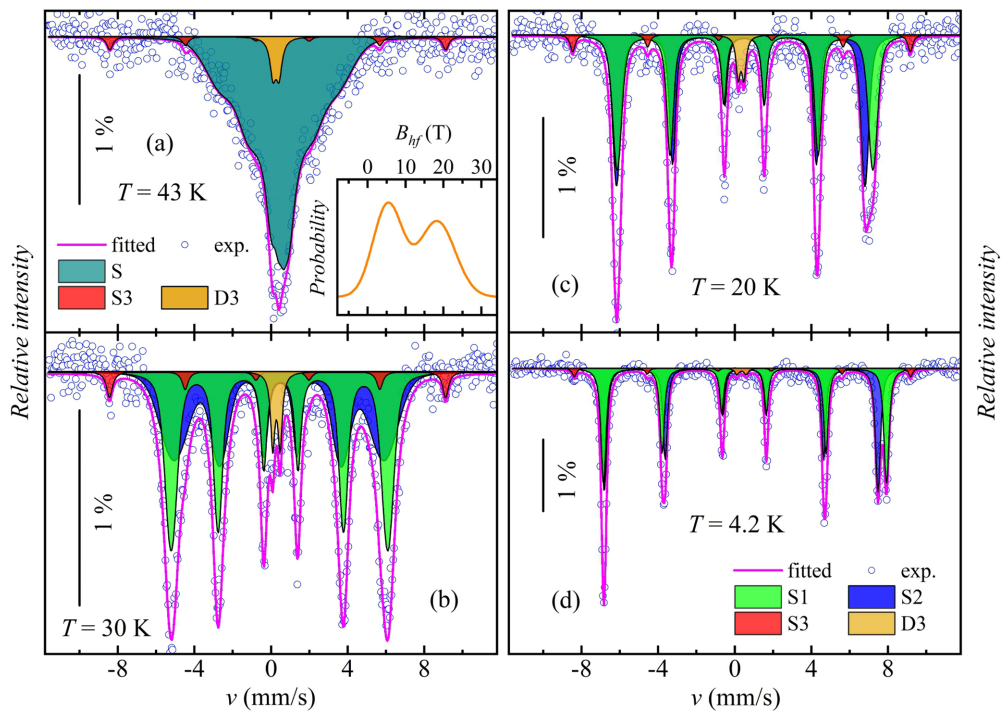 Relative intensity
1 %
(a)
T = 43 K
fitted
exp.
S
S3
D3
B_hf (T)
0 10 20 30
Probability
1 %
(b)
T = 30 K
-8 -4 0 4 8
v (mm/s)
1 %
(c)
T = 20 K
1 %
T = 4.2 K
(d)
fitted
exp.
S1
S2
S3
D3
-8 -4 0 4 8
v (mm/s)
Relative intensity